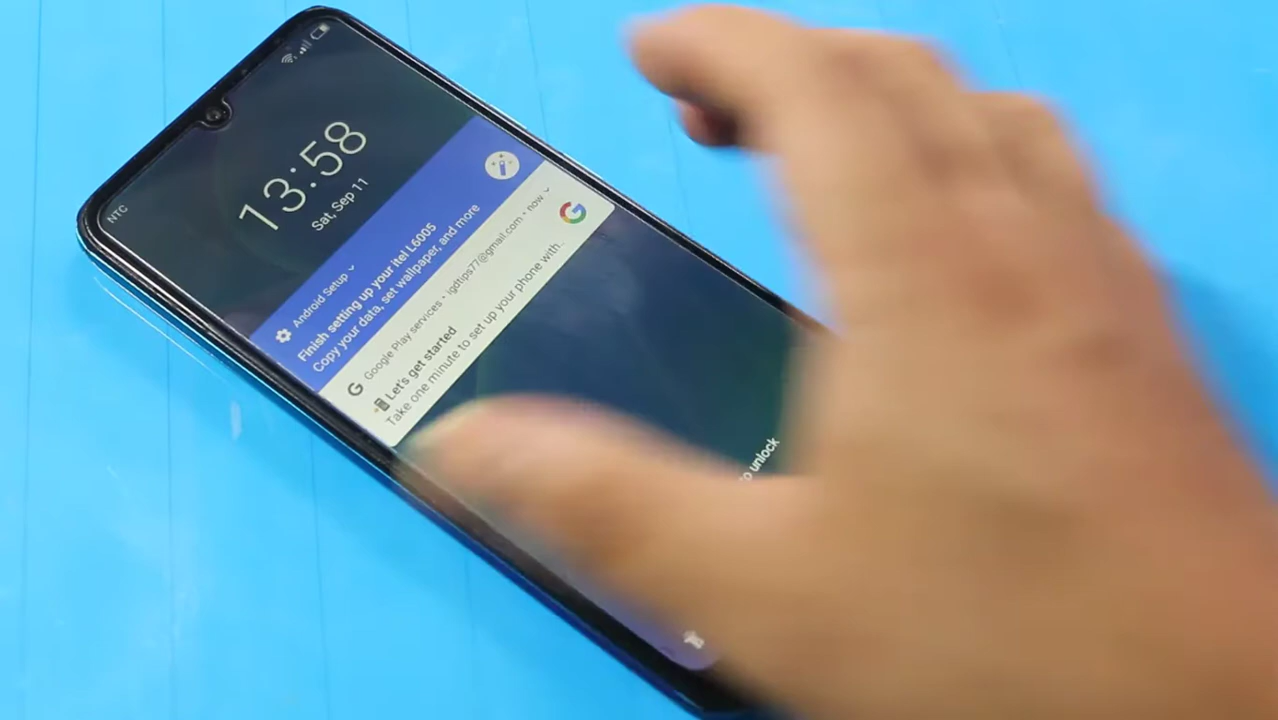 NTC
13:58
Sat, Sep 11
Android Setup
Finish setting up your itel L6005
Copy your data, set wallpaper, and more
Google Play services • igdtips77@gmail.com • now
Let's get started
Take one minute to set up your phone with..
to unlock